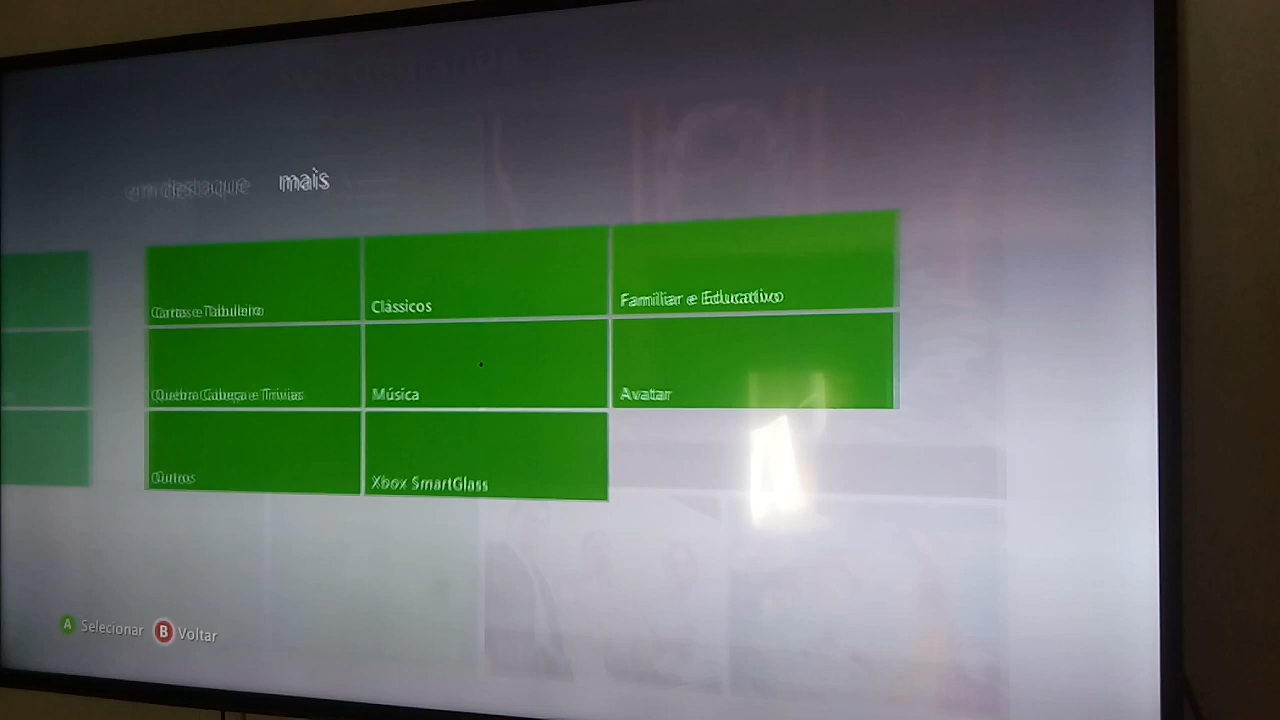 em destaque mais
Cartas e Tabuleiro
Clássicos
Familiar e Educativo
Quebra Cabeça e Trivias
Música
Avatar
Outros
Xbox SmartGlass
A Selecionar B Voltar